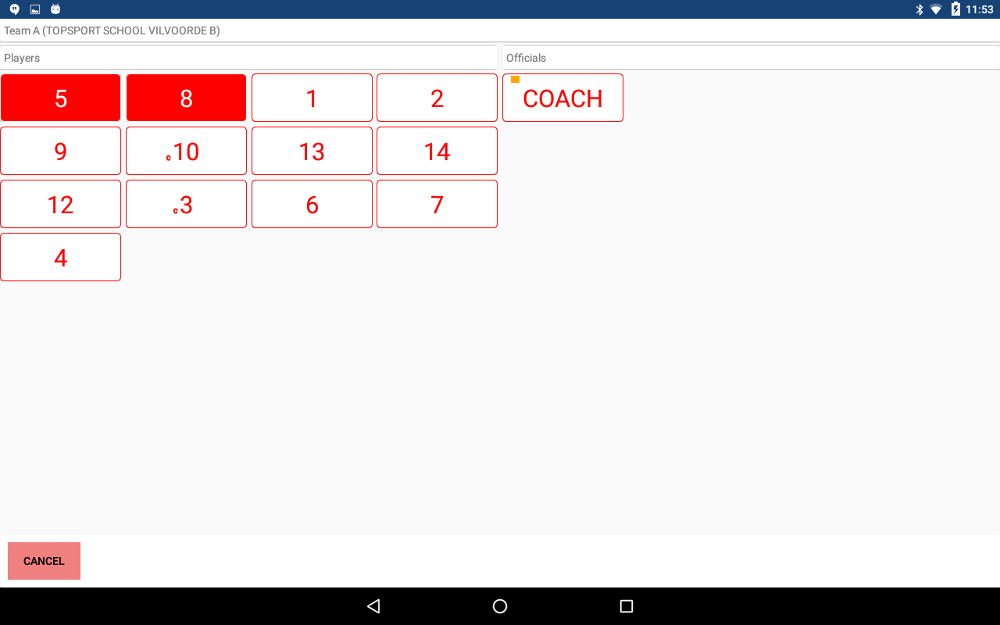 11:53
Team A (TOPSPORT SCHOOL VILVOORDE B)
Players
Officials
5
8
1
2
COACH
9
c10
13
14
12
c3
6
7
4
CANCEL